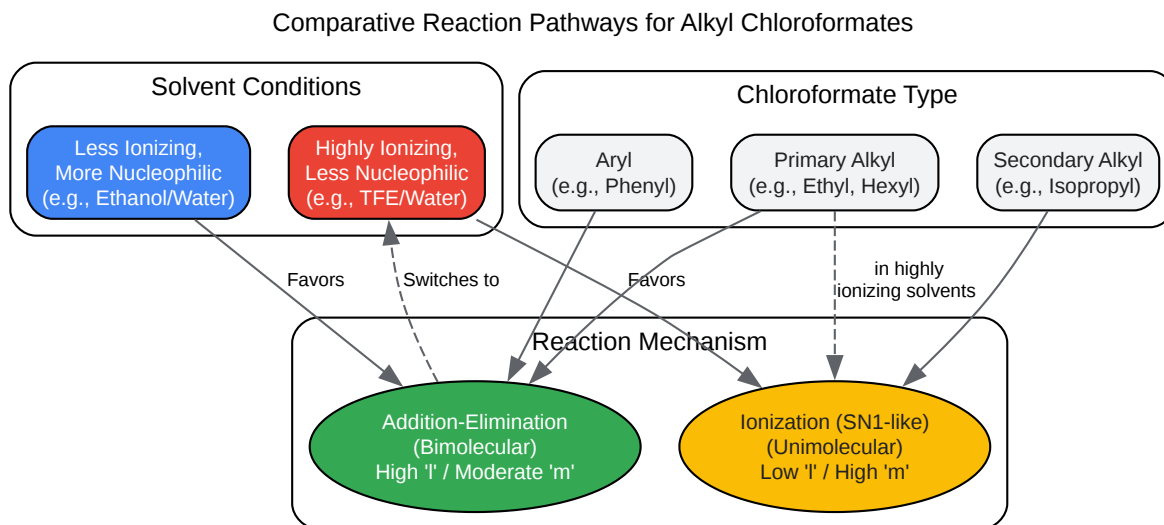 Comparative Reaction Pathways for Alkyl Chloroformates
Solvent Conditions
Less Ionizing,
More Nucleophilic
(e.g., Ethanol/Water)
Highly Ionizing,
Less Nucleophilic
(e.g., TFE/Water)
Chloroformate Type
Aryl
(e.g., Phenyl)
Primary Alkyl
(e.g., Ethyl, Hexyl)
Secondary Alkyl
(e.g., Isopropyl)
Favors
Switches to
Favors
in highly
ionizing solvents
Reaction Mechanism
Addition-Elimination
(Bimolecular)
High 'l' / Moderate 'm'
Ionization (SN1-like)
(Unimolecular)
Low 'l' / High 'm'